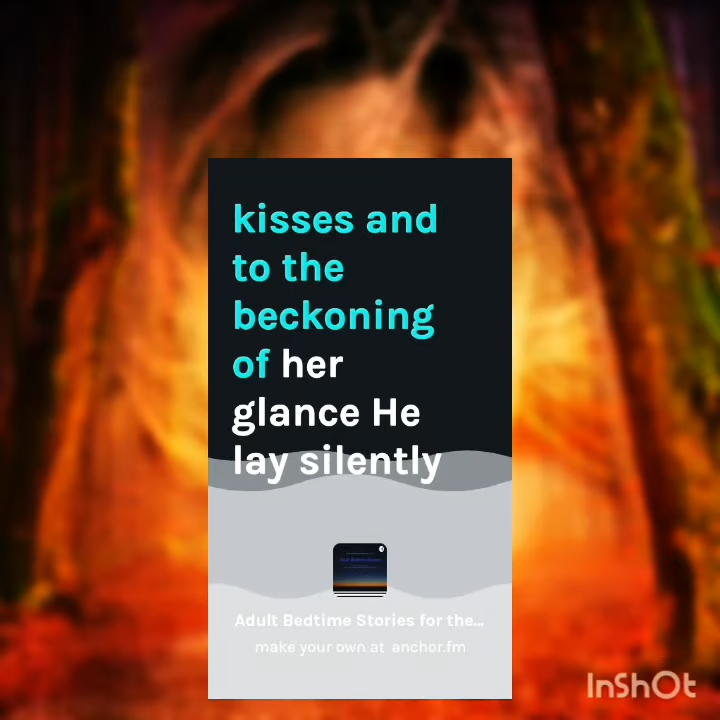 kisses and
to the
beckoning
of her
glance He
lay silently
Adult Bedtime Stories for the...
make your own at anchor.fm
InShOt